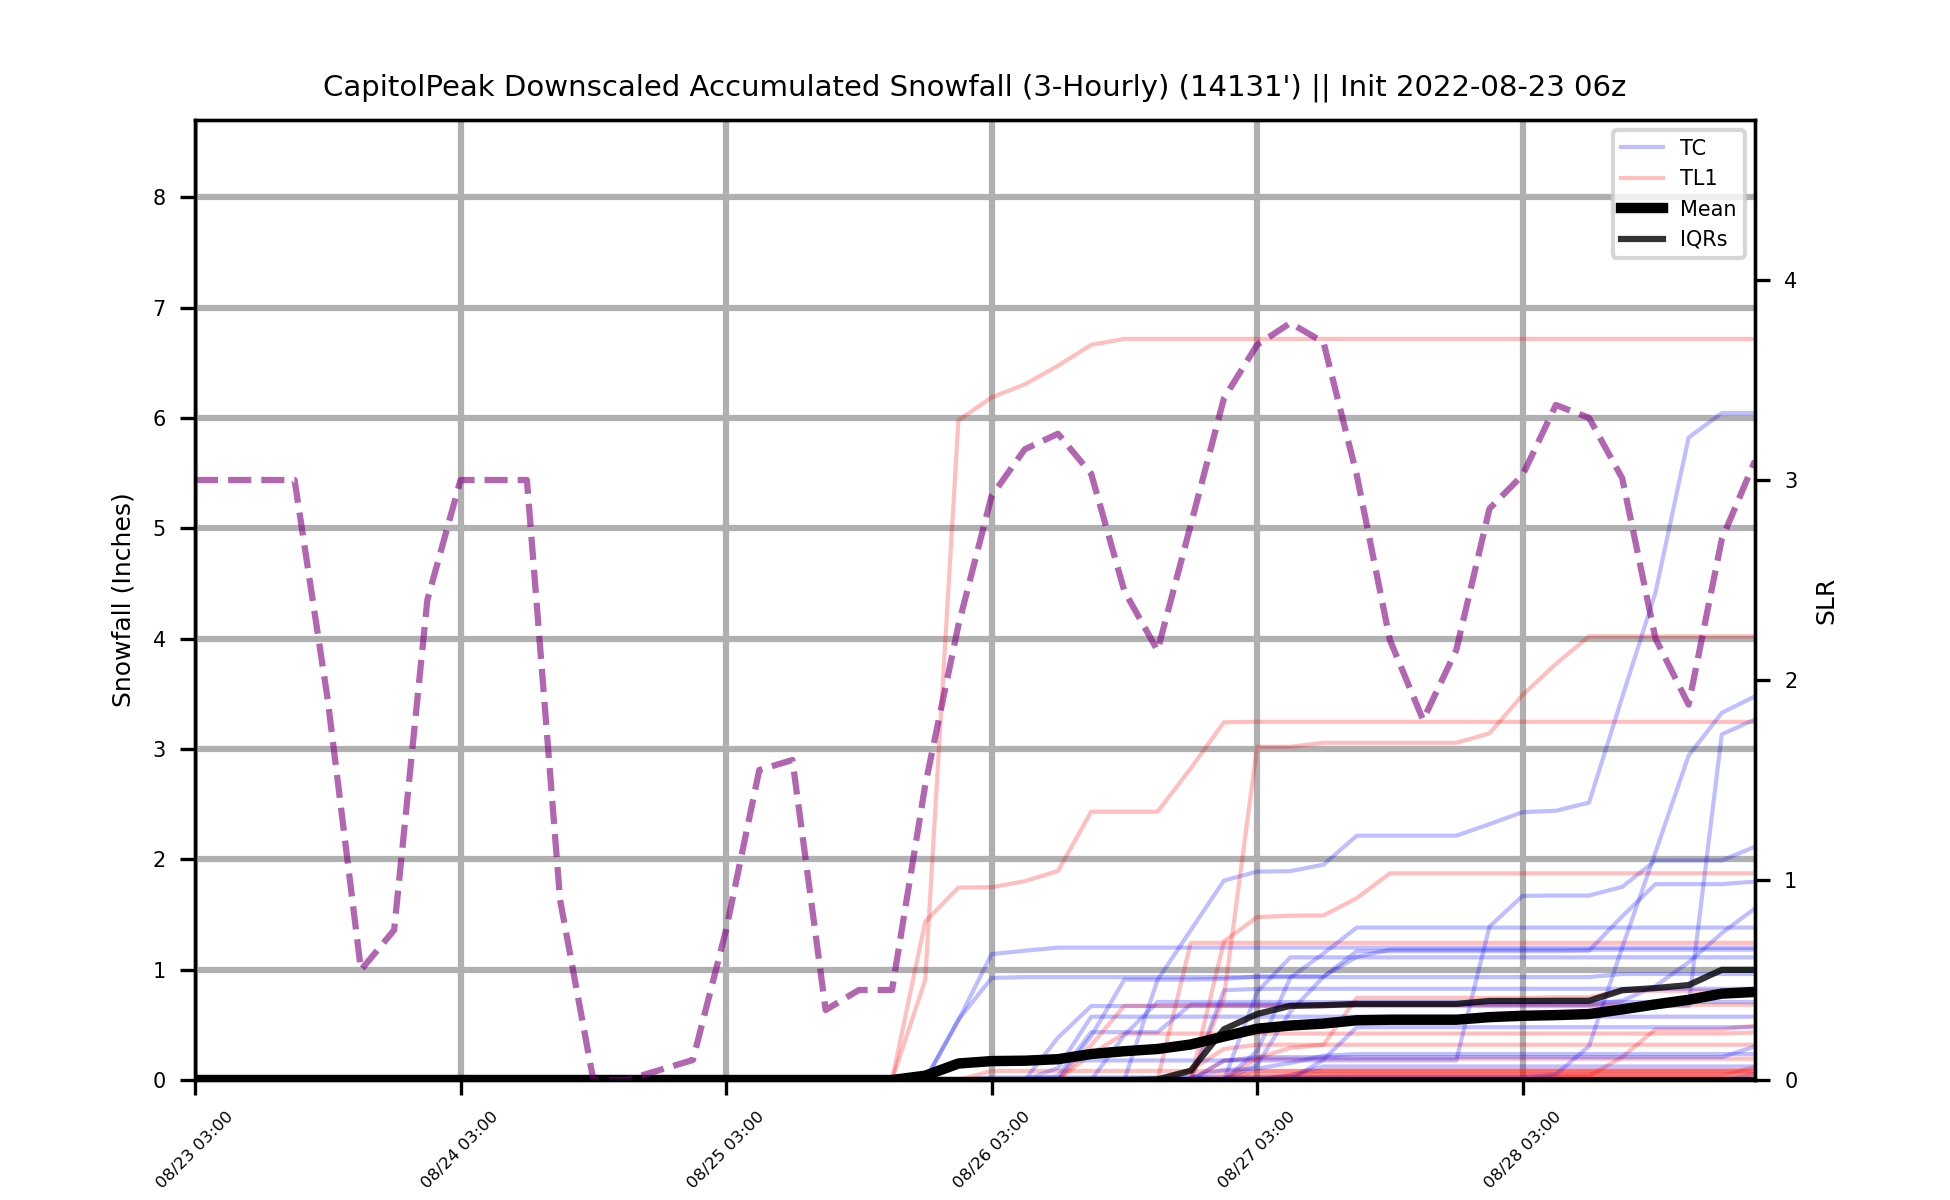 CapitolPeak Downscaled Accumulated Snowfall (3-Hourly) (14131') || Init 2022-08-23 06z
TC
TL1
Mean
IQRs
Snowfall (Inches)
8
7
6
5
4
3
2
1
0
SLR
4
3
2
1
0
08/23 03:00
08/24 03:00
08/25 03:00
08/26 03:00
08/27 03:00
08/28 03:00